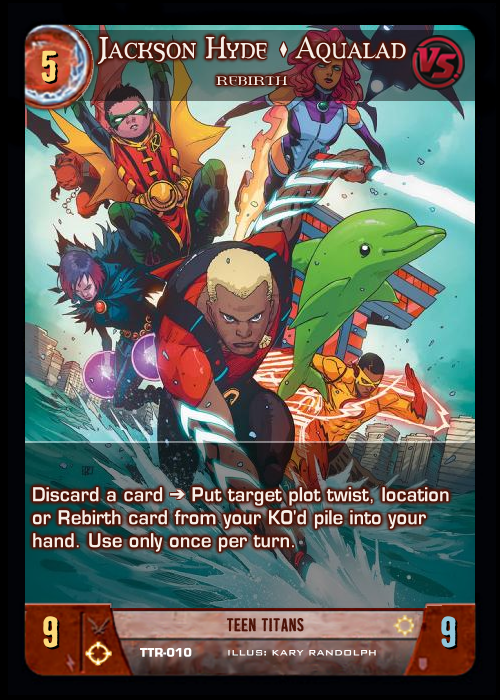 5
JACKSON HYDE ♦ AQUALAD
VS.
REBIRTH
Discard a card ➔ Put target plot twist, location
or Rebirth card from your KO'd pile into your
hand. Use only once per turn.
9
TEEN TITANS
9
TTR-010 ILLUS: KARY RANDOLPH